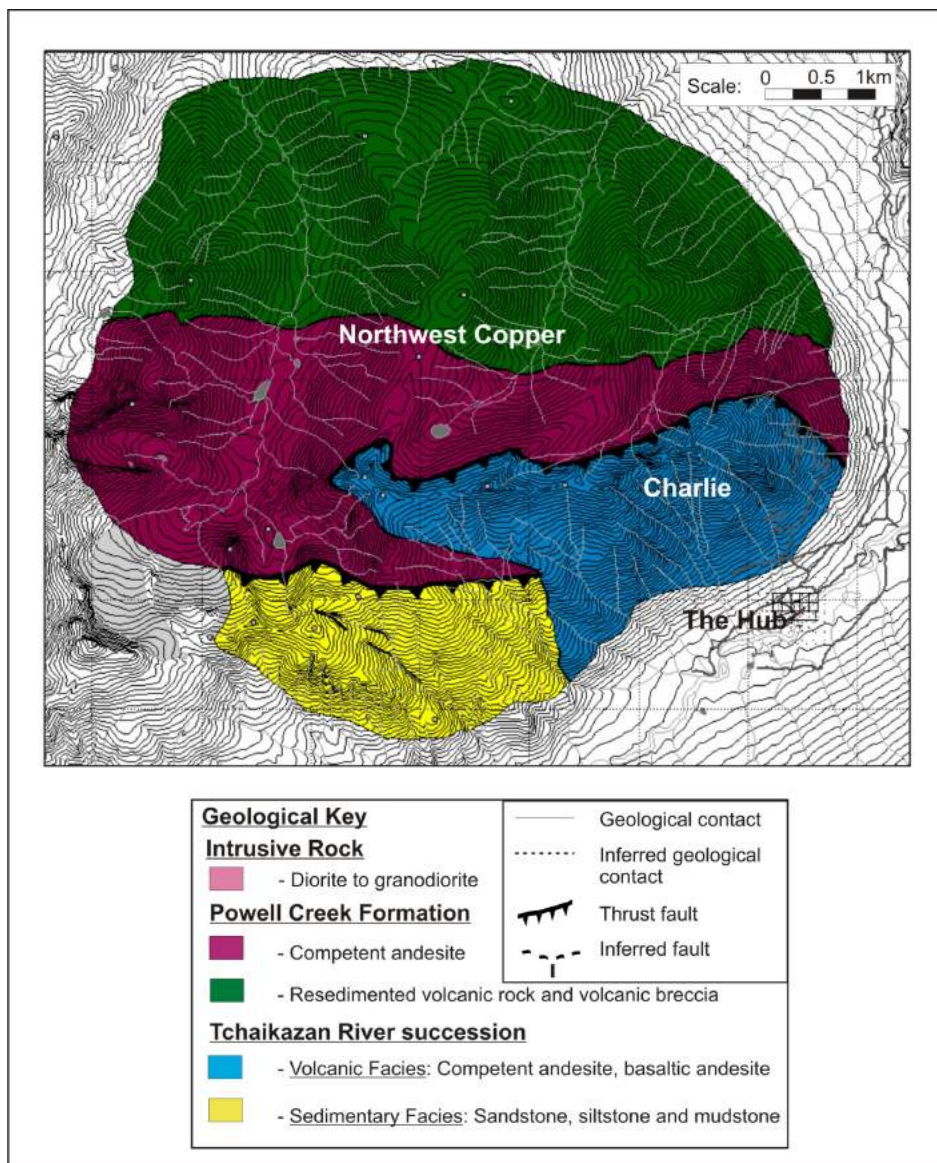 Scale: 0 0.5 1km
Northwest Copper
Charlie
The Hub
Geological Key
Intrusive Rock
- Diorite to granodiorite
Powell Creek Formation
- Competent andesite
- Resedimented volcanic rock and volcanic breccia
Tchaikazan River succession
- Volcanic Facies: Competent andesite, basaltic andesite
- Sedimentary Facies: Sandstone, siltstone and mudstone
Geological contact
Inferred geological
contact
Thrust fault
Inferred fault